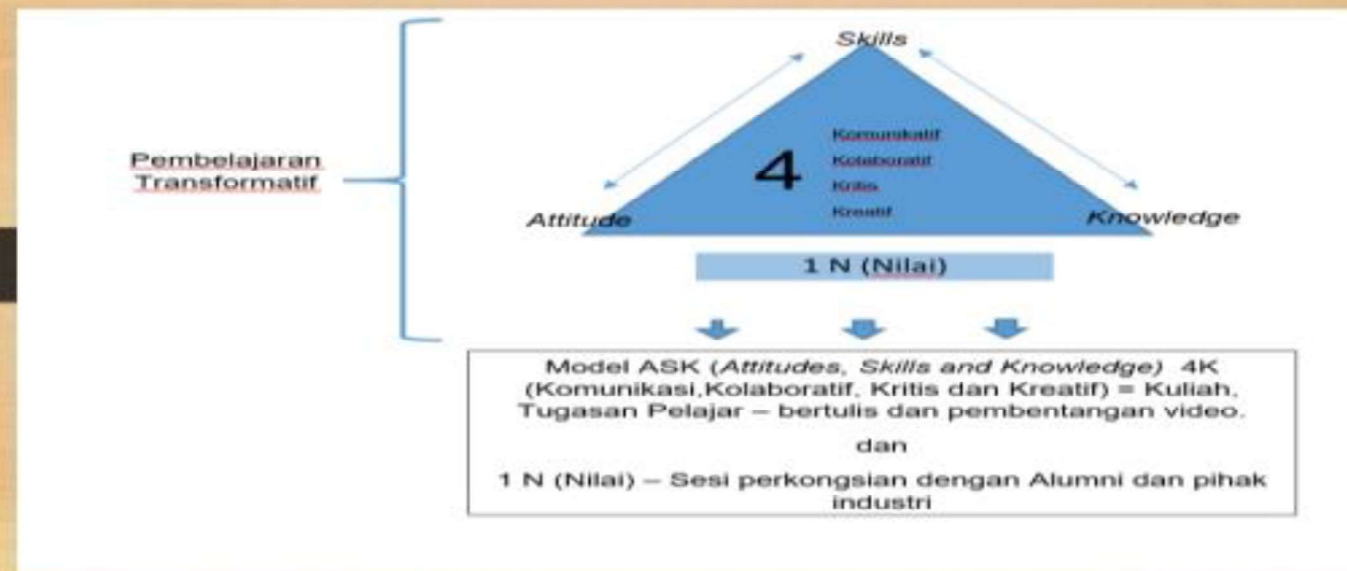 Skills
Pembelajaran
Transformatif
4
Komunikatif
Kolaboratif
Kritis
Kreatif
Attitude
Knowledge
1 N (Nilai)
Model ASK (Attitudes, Skills and Knowledge) 4K
(Komunikasi,Kolaboratif, Kritis dan Kreatif) = Kuliah,
Tugasan Pelajar – bertulis dan pembentangan video.
dan
1 N (Nilai) – Sesi perkongsian dengan Alumni dan pihak
industri